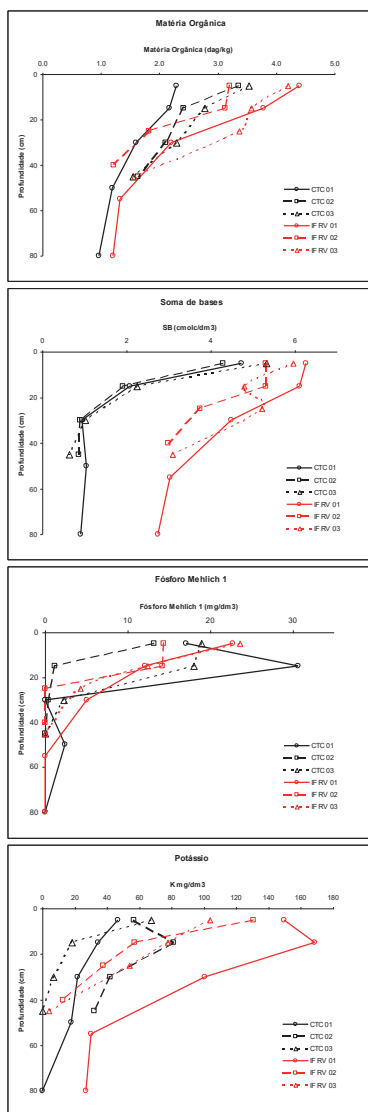 Matéria Orgânica
Matéria Orgânica (dag/kg)
0.0 1.0 2.0 3.0 4.0 5.0
0
20
40
60
80
Profundidade (cm)
CTC 01
CTC 02
CTC 03
IF RV 01
IF RV 02
IF RV 03
Soma de bases
SB (cmolc/dm3)
0 2 4 6
0
20
40
60
80
Profundidade (cm)
CTC 01
CTC 02
CTC 03
IF RV 01
IF RV 02
IF RV 03
Fósforo Mehlich 1
Fósforo Mehlich 1 (mg/dm3)
0 10 20 30
0
20
40
60
80
Profundidade (cm)
CTC 01
CTC 02
CTC 03
IF RV 01
IF RV 02
IF RV 03
Potássio
K mg/dm3
0 20 40 60 80 100 120 140 160 180
0
20
40
60
80
Profundidade (cm)
CTC 01
CTC 02
CTC 03
IF RV 01
IF RV 02
IF RV 03